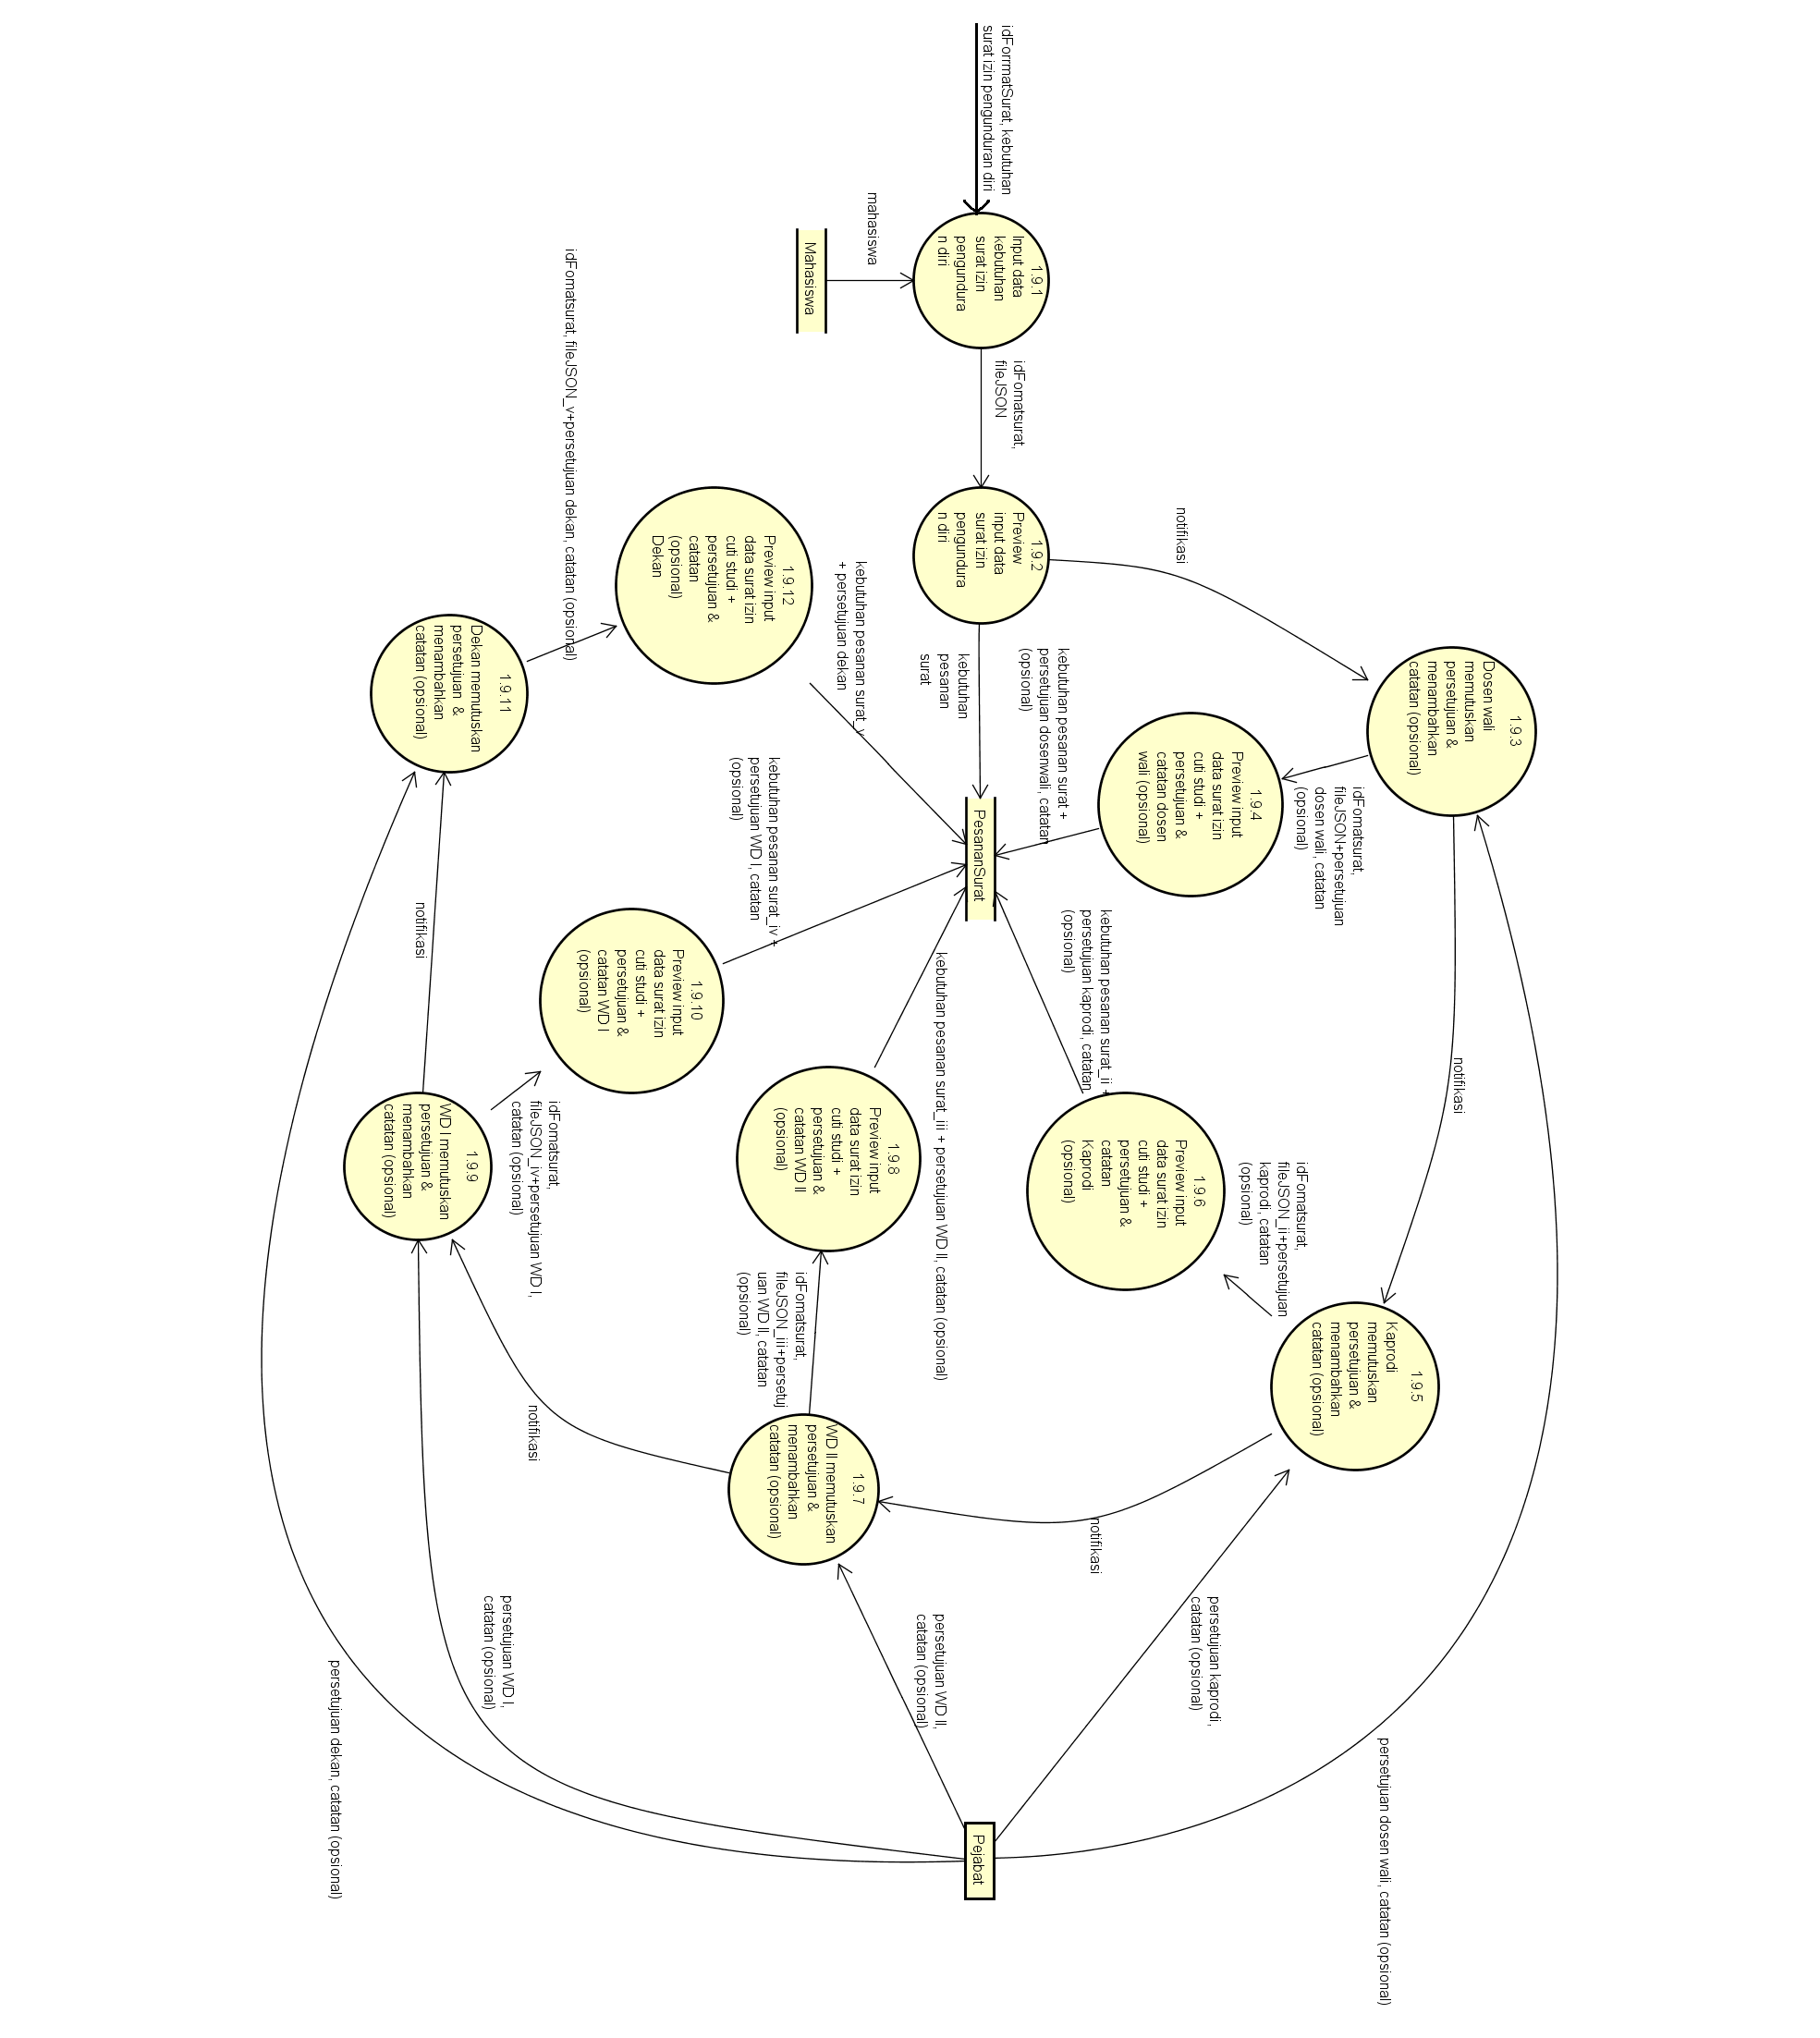 idForrmatSurat, kebutuhan
surat izin pengunduran diri
1.9.1
Input data
kebutuhan
surat izin
pengundura
n diri
mahasiswa
Mahasiswa
idFomatsurat,
fileJSON
1.9.2
Preview
input data
surat izin
pengundura
n diri
notifikasi
1.9.3
Dosen wali
memutuskan
persetujuan &
menambahkan
catatan (opsional)
idFomatsurat,
fileJSON+persetujuan
dosen wali, catatan
(opsional)
1.9.4
Preview input
data surat izin
cuti studi +
persetujuan &
catatan dosen
wali (opsional)
kebutuhan pesanan surat +
persetujuan dosenwali, catatan
(opsional)
kebutuhan
pesanan
surat
PesananSurat
notifikasi
1.9.5
Kaprodi
memutuskan
persetujuan &
menambahkan
catatan (opsional)
idFomatsurat,
fileJSON_ii+persetujuan
kaprodi, catatan
(opsional)
1.9.6
Preview input
data surat izin
cuti studi +
persetujuan &
catatan
Kaprodi
(opsional)
kebutuhan pesanan surat_ii +
persetujuan kaprodi, catatan
(opsional)
notifikasi
1.9.7
WD II memutuskan
persetujuan &
menambahkan
catatan (opsional)
idFomatsurat,
fileJSON_iii+persetuj
uan WD II, catatan
(opsional)
1.9.8
Preview input
data surat izin
cuti studi +
persetujuan &
catatan WD II
(opsional)
kebutuhan pesanan surat_iii + persetujuan WD II, catatan (opsional)
notifikasi
1.9.9
WD I memutuskan
persetujuan &
menambahkan
catatan (opsional)
idFomatsurat,
fileJSON_iv+persetujuan WD I,
catatan (opsional)
1.9.10
Preview input
data surat izin
cuti studi +
persetujuan &
catatan WD I
(opsional)
kebutuhan pesanan surat_iv +
persetujuan WD I, catatan
(opsional)
notifikasi
1.9.11
Dekan memutuskan
persetujuan &
menambahkan
catatan (opsional)
idFomatsurat, fileJSON_v+persetujuan dekan, catatan (opsional)
1.9.12
Preview input
data surat izin
cuti studi +
persetujuan &
catatan
(opsional)
Dekan
kebutuhan pesanan surat_v
+ persetujuan dekan
persetujuan dosen wali, catatan (opsional)
persetujuan kaprodi,
catatan (opsional)
persetujuan WD II,
catatan (opsional)
persetujuan WD I,
catatan (opsional)
persetujuan dekan, catatan (opsional)
Pejabat